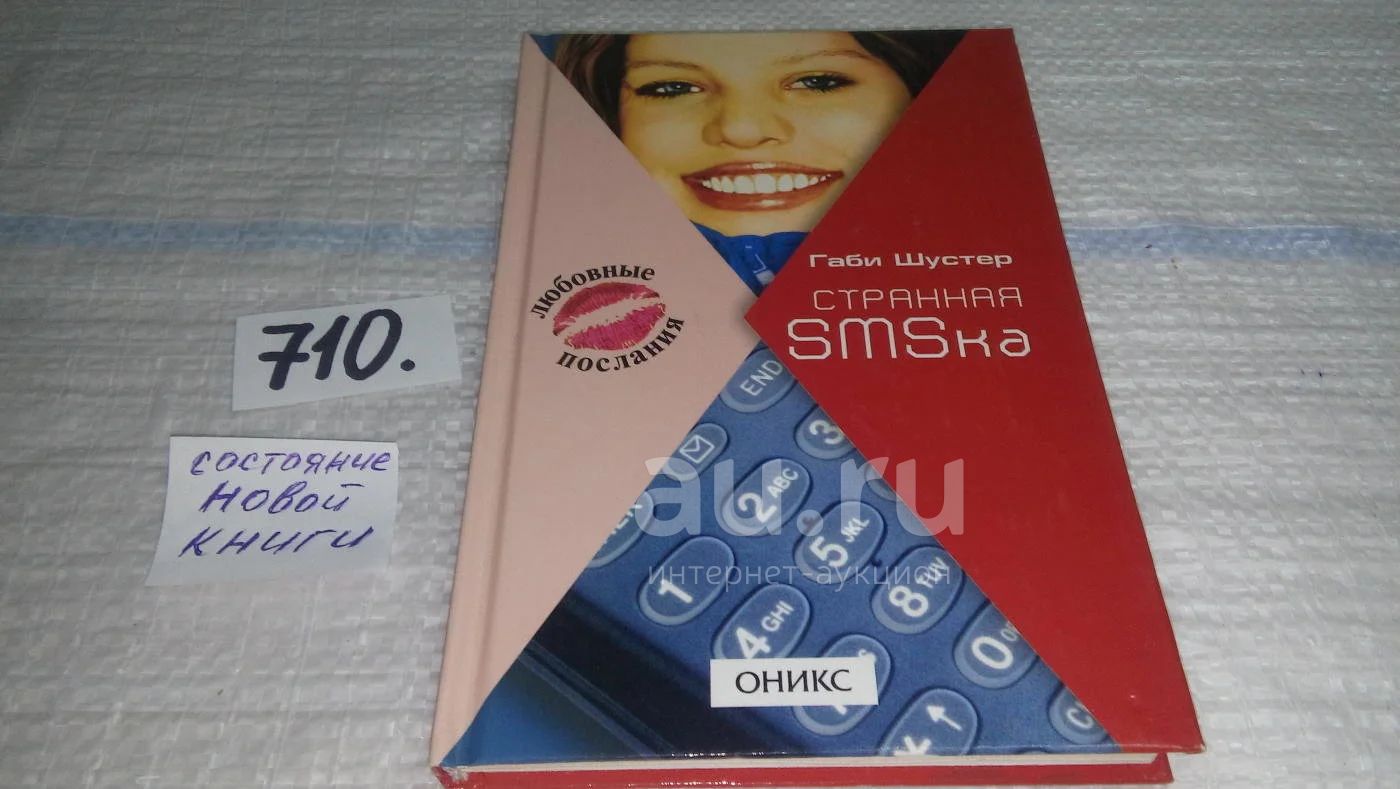 710.
состояние
новой
книги
любовные
послания
Габи Шустер
СТРАННАЯ
SMSка
END
3
2 ABC
5 JKL
1
4 GHI
8 TUV
0
ОНИКС
au.ru
интернет-аукцион